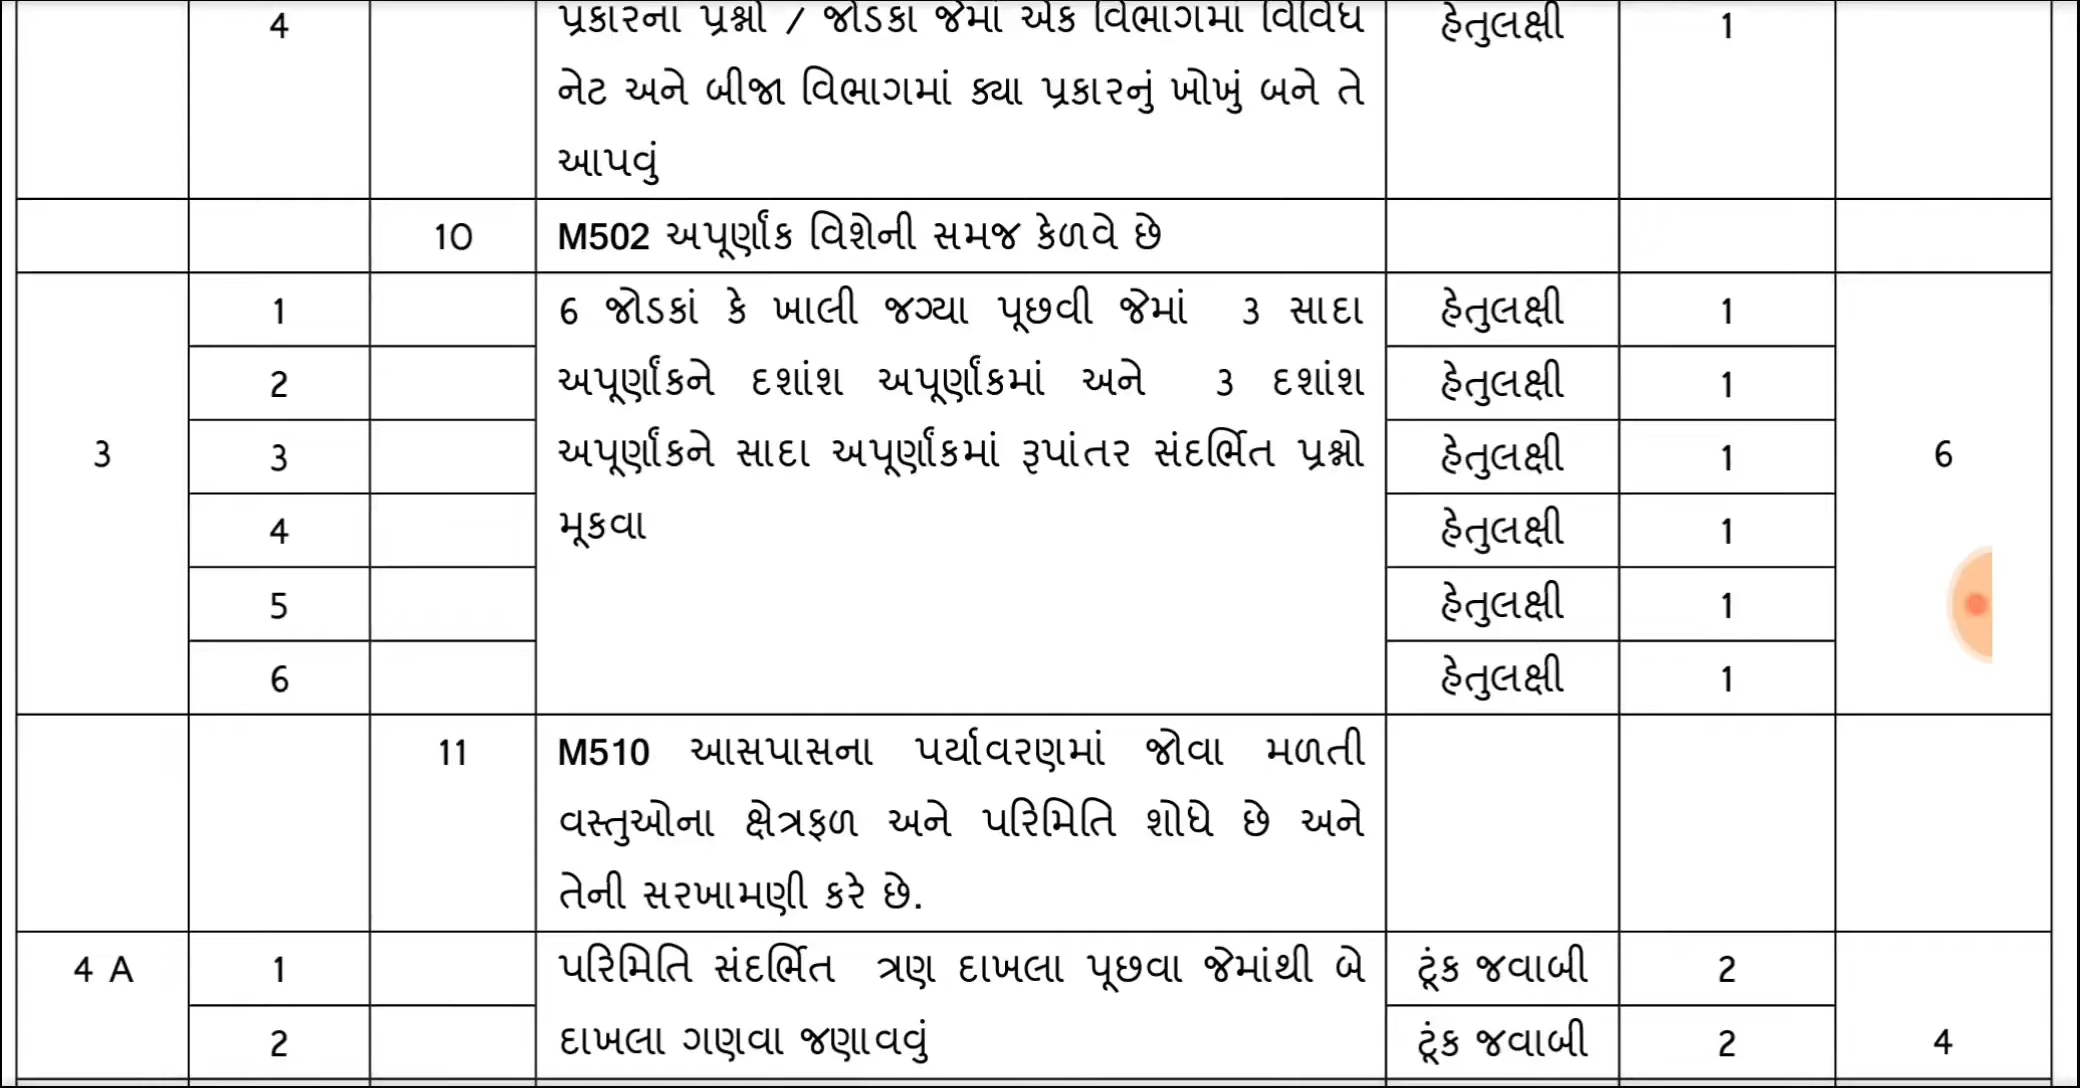 4 પ્રકારના પ્રશ્નો / જોડકા જેમાં એક વિભાગમાં વિવિધ હેતુલક્ષી 1
નેટ અને બીજા વિભાગમાં ક્યા પ્રકારનું ખોખું બને તે
આપવું
10 M502 અપૂર્ણાંક વિશેની સમજ કેળવે છે
1 6 જોડકાં કે ખાલી જગ્યા પૂછવી જેમાં 3 સાદા હેતુલક્ષી 1
2 અપૂર્ણાંકને દશાંશ અપૂર્ણાંકમાં અને 3 દશાંશ હેતુલક્ષી 1
3 3 અપૂર્ણાંકને સાદા અપૂર્ણાંકમાં રૂપાંતર સંદર્ભિત પ્રશ્નો હેતુલક્ષી 1 6
4 મૂકવા હેતુલક્ષી 1
5 હેતુલક્ષી 1
6 હેતુલક્ષી 1
11 M510 આસપાસના પર્યાવરણમાં જોવા મળતી
વસ્તુઓના ક્ષેત્રફળ અને પરિમિતિ શોધે છે અને
તેની સરખામણી કરે છે.
4 A 1 પરિમિતિ સંદર્ભિત ત્રણ દાખલા પૂછવા જેમાંથી બે ટૂંક જવાબી 2
2 દાખલા ગણવા જણાવવું ટૂંક જવાબી 2 4